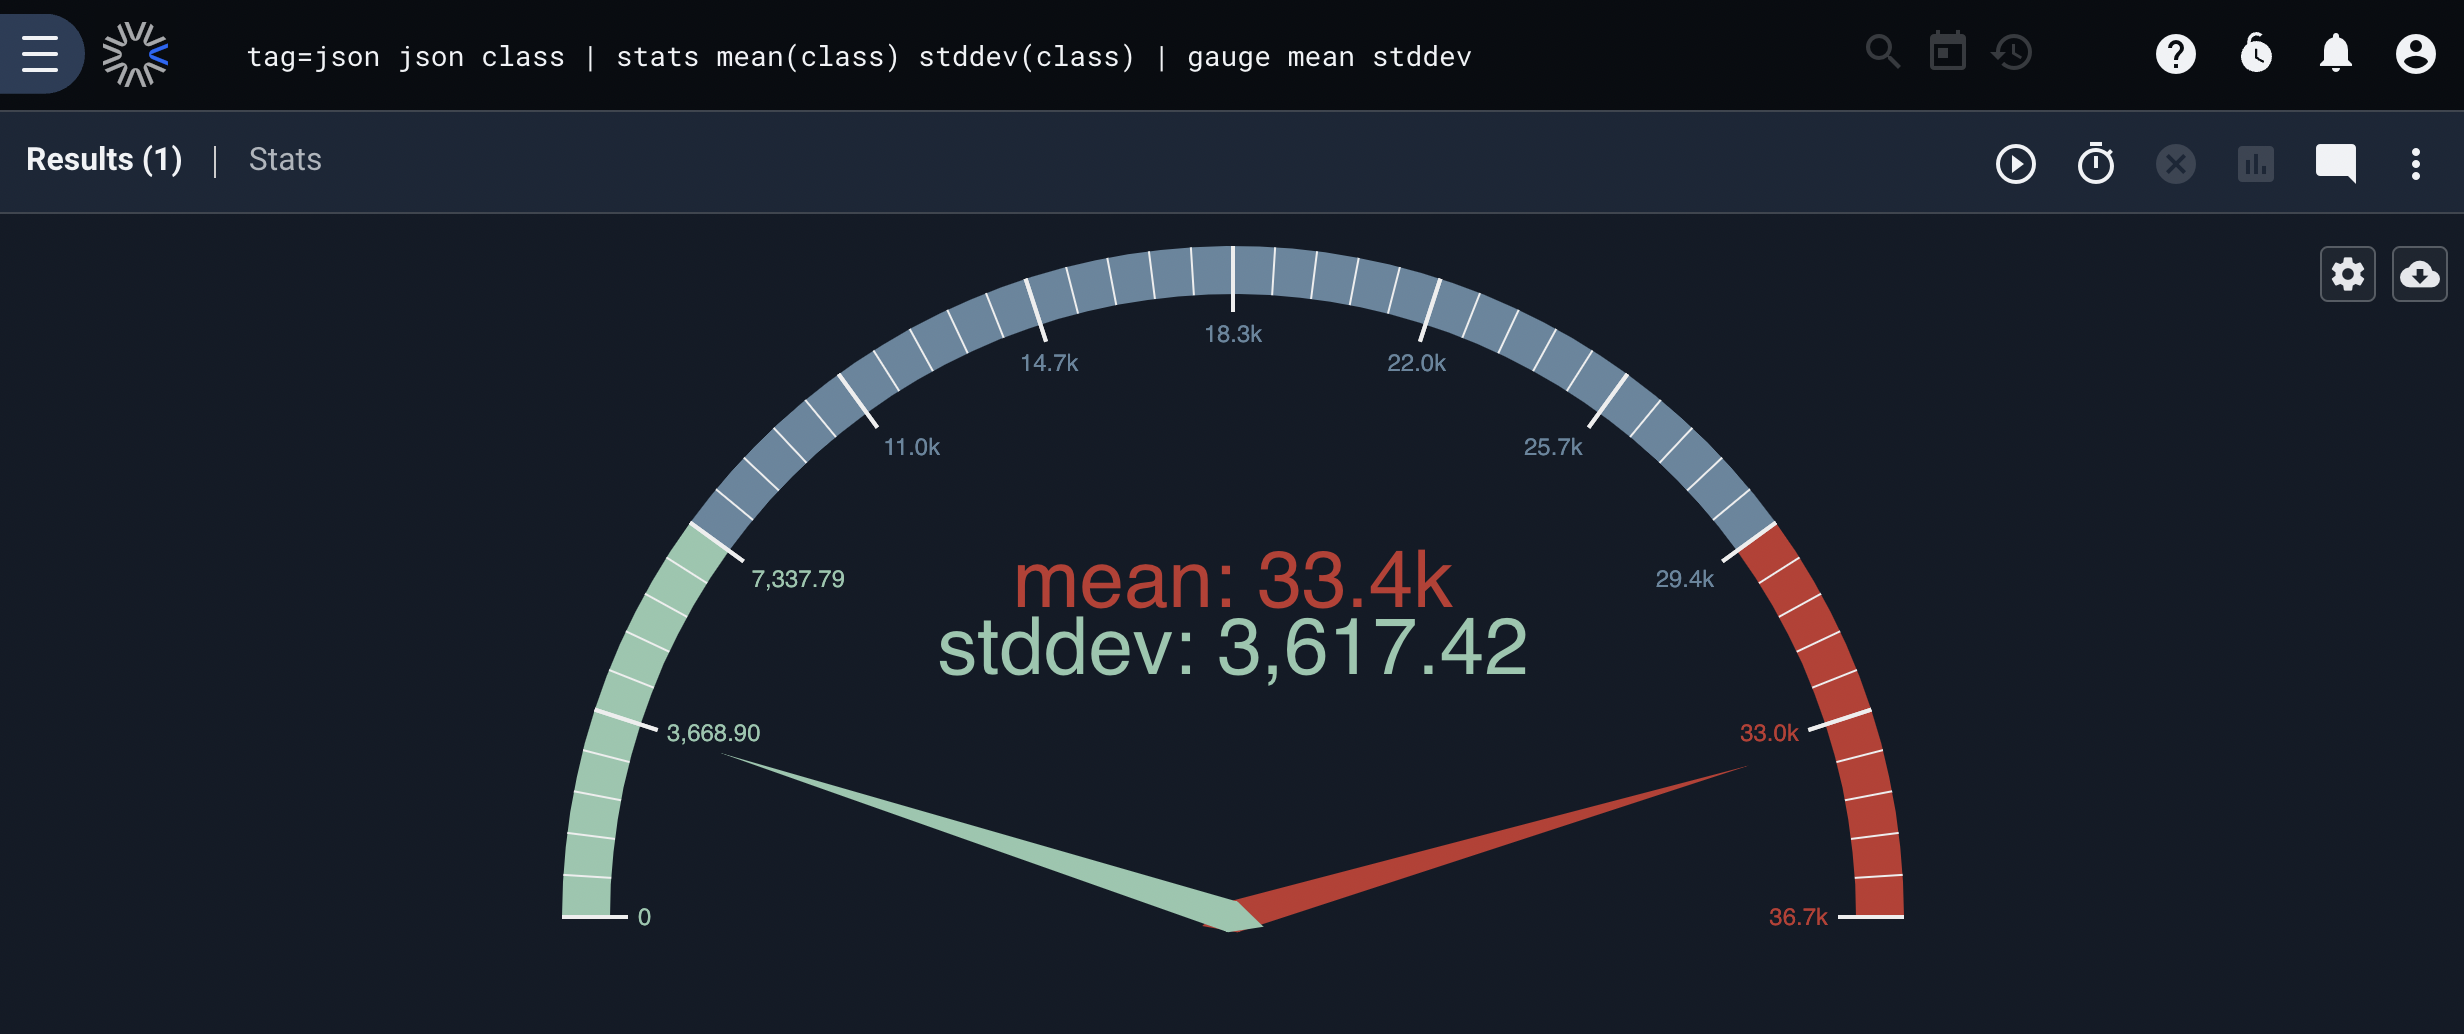 tag=json json class | stats mean(class) stddev(class) | gauge mean stddev
Results (1) | Stats
18.3k
14.7k
22.0k
11.0k
25.7k
7,337.79
29.4k
mean: 33.4k
stddev: 3,617.42
3,668.90
33.0k
0
36.7k